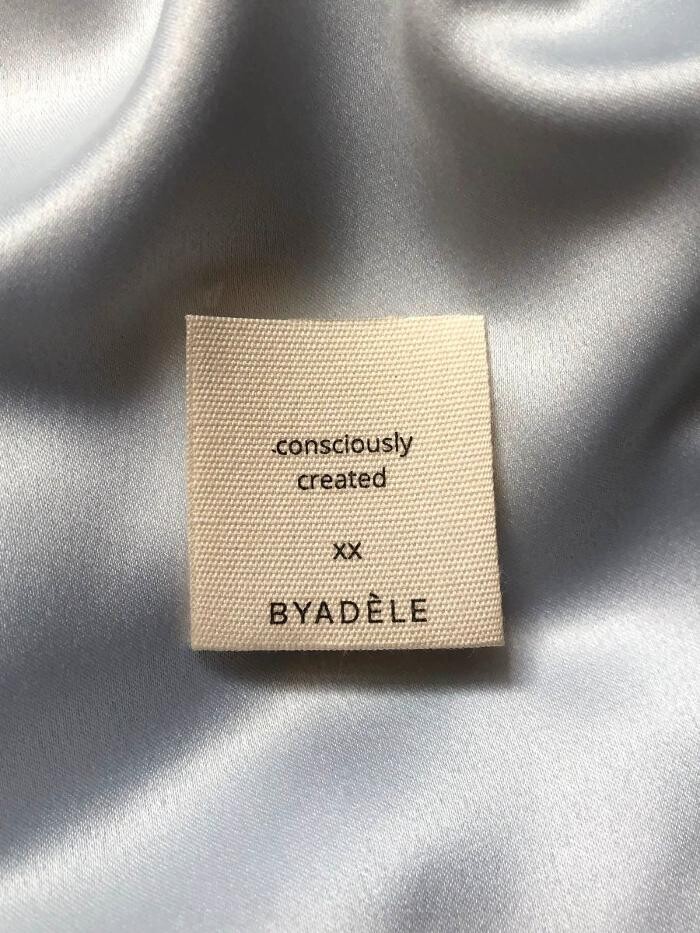 consciously
created
xx
BYADÈLE